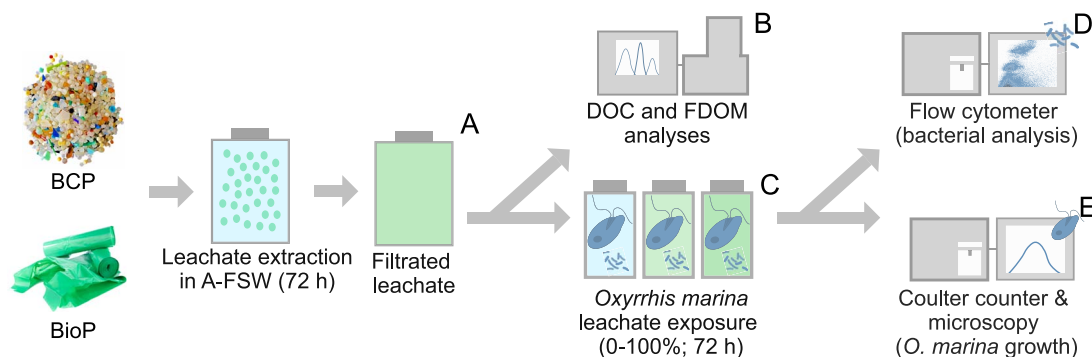 BCP
BioP
Leachate extraction
in A-FSW (72 h)
A
Filtrated
leachate
B
DOC and FDOM
analyses
C
Oxyrrhis marina
leachate exposure
(0-100%; 72 h)
D
Flow cytometer
(bacterial analysis)
E
Coulter counter &
microscopy
(O. marina growth)